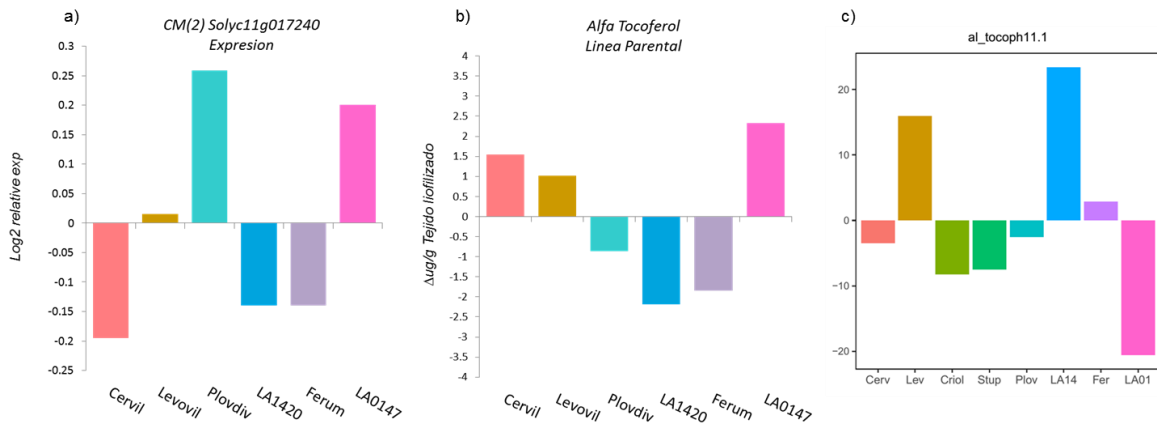 a)
CM(2) Solyc11g017240
Expresion
Log2 relative exp
0.3
0.25
0.2
0.15
0.1
0.05
0
-0.05
-0.1
-0.15
-0.2
-0.25
Cervil
Levovil
Plovdiv
LA1420
Ferum
LA0147
b)
Alfa Tocoferol
Linea Parental
Δug/g Tejido liofilizado
4
3.5
3
2.5
2
1.5
1
0.5
0
-0.5
-1
-1.5
-2
-2.5
-3
-3.5
-4
Cervil
Levovil
Plovdiv
LA1420
Ferum
LA0147
c)
al_tocoph11.1
20
10
0
−10
−20
Cerv
Lev
Criol
Stup
Plov
LA14
Fer
LA01